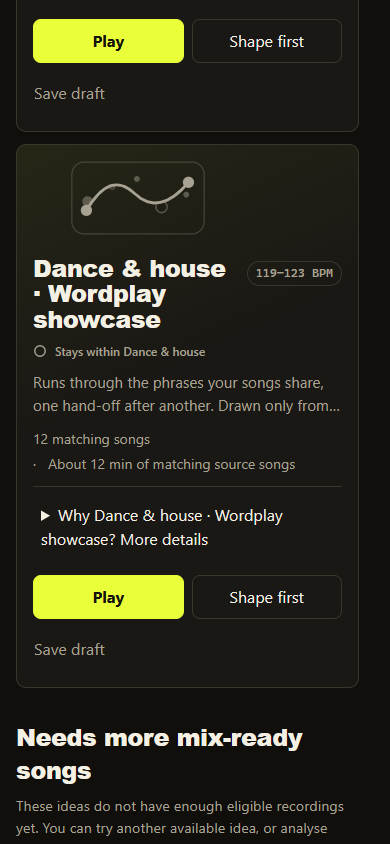 Play
Shape first
Save draft
Dance & house
· Wordplay
showcase
119–123 BPM
Stays within Dance & house
Runs through the phrases your songs share,
one hand-off after another. Drawn only from…
12 matching songs
· About 12 min of matching source songs
▶ Why Dance & house · Wordplay
showcase? More details
Play
Shape first
Save draft
Needs more mix-ready
songs
These ideas do not have enough eligible recordings
yet. You can try another available idea, or analyse